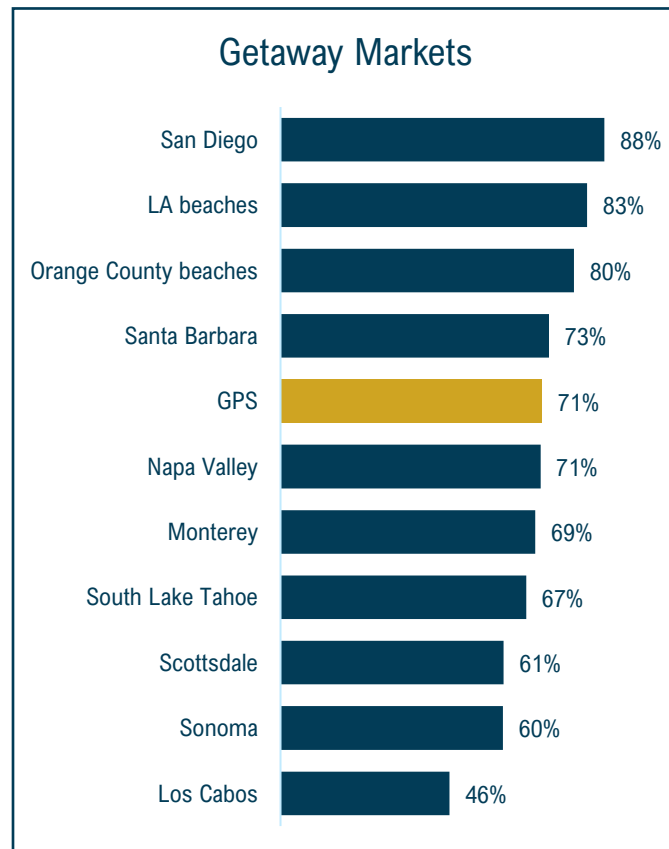 Getaway Markets
San Diego 88%
LA beaches 83%
Orange County beaches 80%
Santa Barbara 73%
GPS 71%
Napa Valley 71%
Monterey 69%
South Lake Tahoe 67%
Scottsdale 61%
Sonoma 60%
Los Cabos 46%